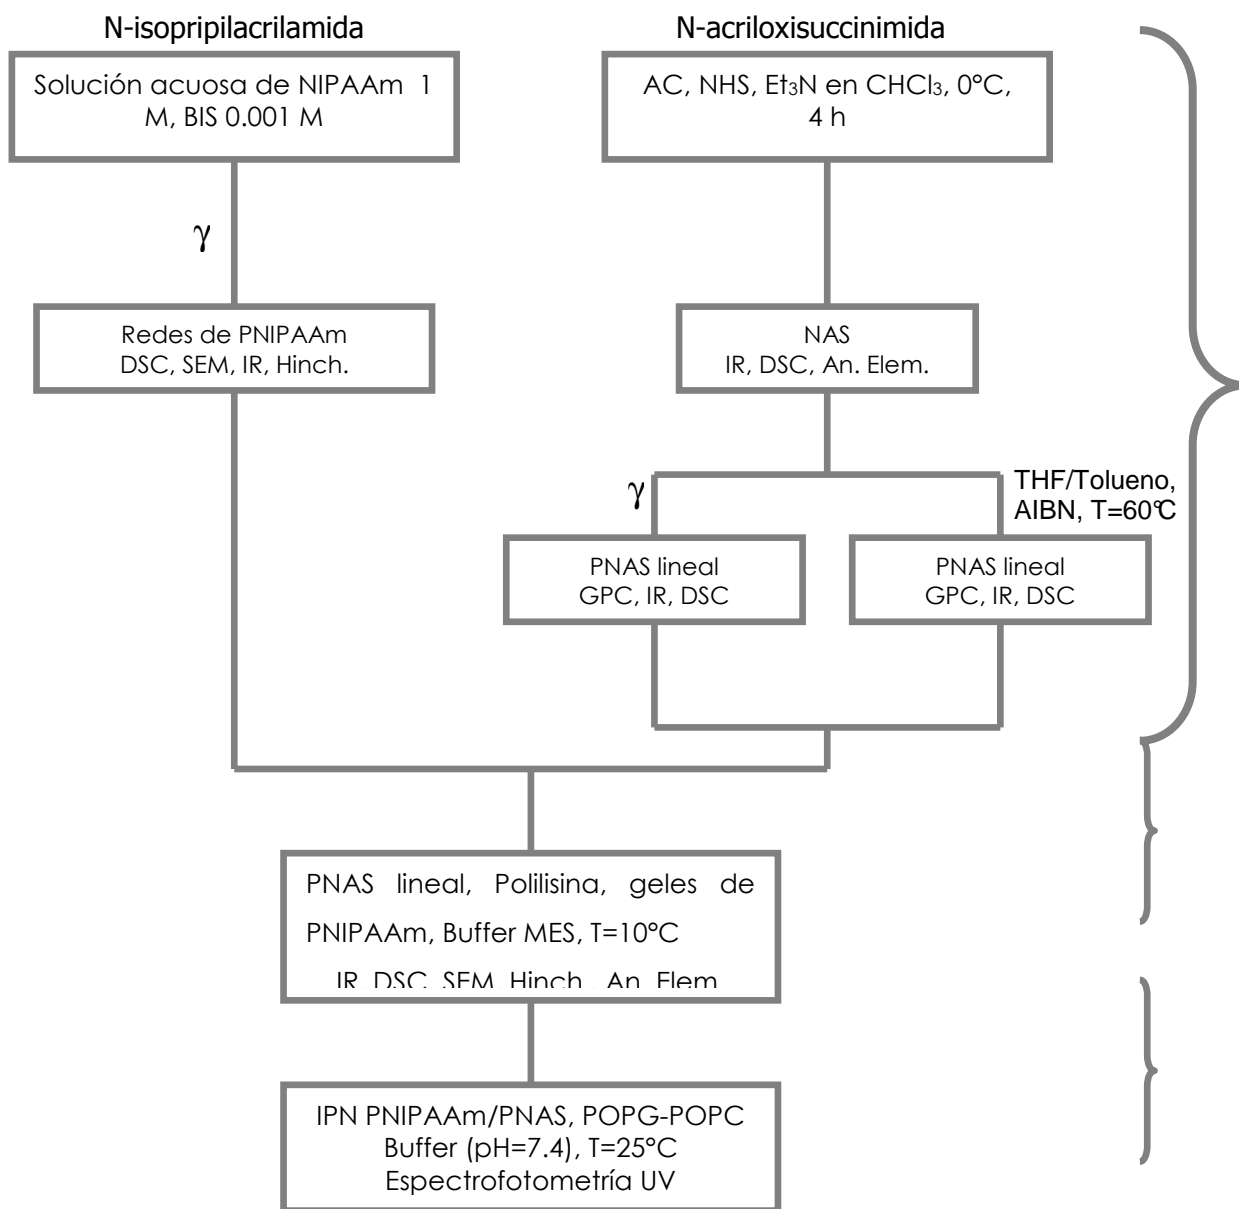 N-isopripilacrilamida
N-acriloxisuccinimida
Solución acuosa de NIPAAm 1
M, BIS 0.001 M
AC, NHS, Et₃N en CHCl₃, 0°C,
4 h
γ
Redes de PNIPAAm
DSC, SEM, IR, Hinch.
NAS
IR, DSC, An. Elem.
γ
THF/Tolueno,
AIBN, T=60°C
PNAS lineal
GPC, IR, DSC
PNAS lineal
GPC, IR, DSC
PNAS lineal, Polilisina, geles de
PNIPAAm, Buffer MES, T=10°C
IR, DSC, SEM, Hinch., An. Elem
IPN PNIPAAm/PNAS, POPG-POPC
Buffer (pH=7.4), T=25°C
Espectrofotometría UV